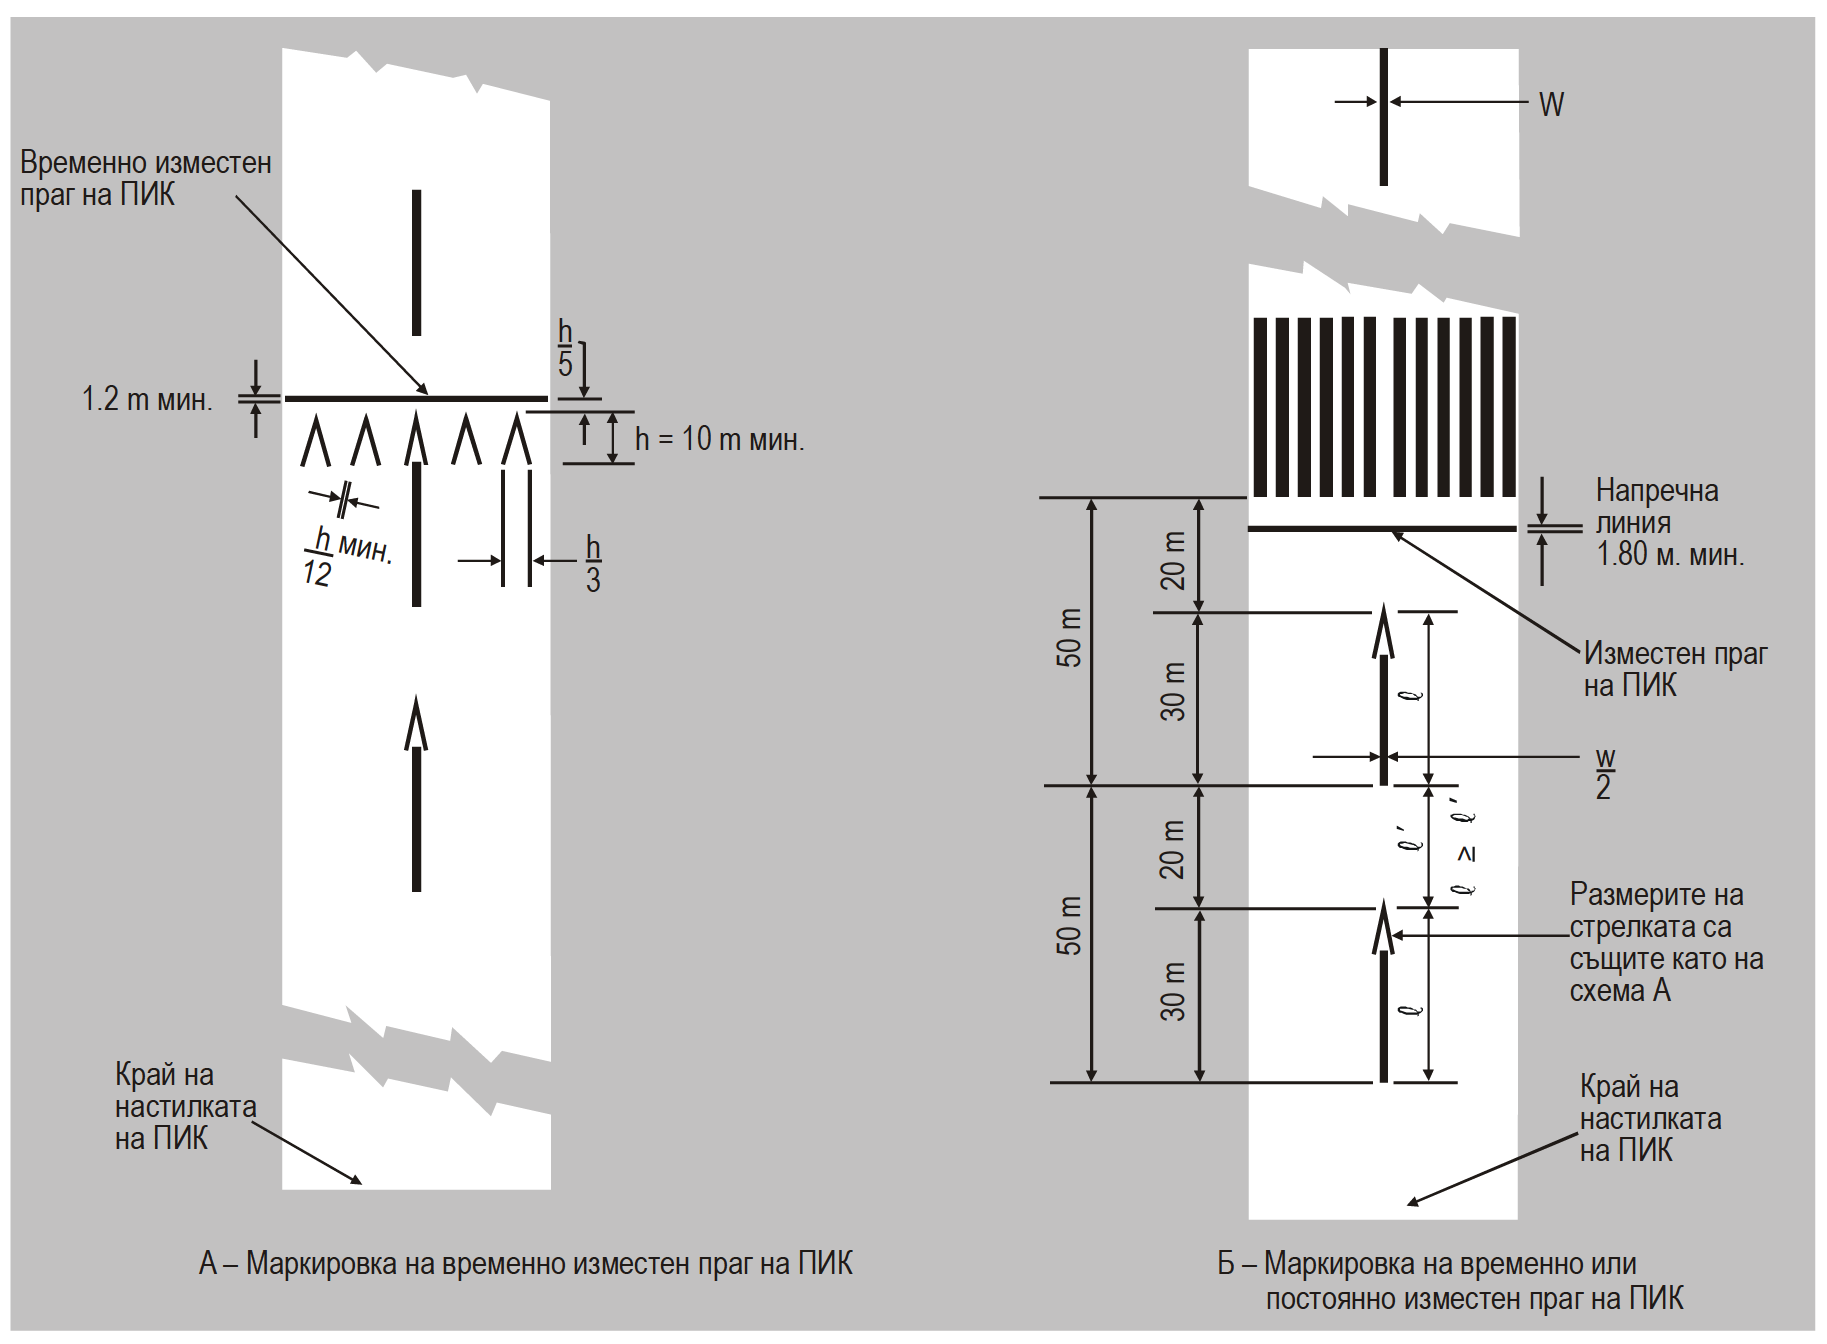 Временно изместен
праг на ПИК
1.2 m мин.
h
5
h = 10 m мин.
h мин.
12
h
3
Край на
настилката
на ПИК
А – Маркировка на временно изместен праг на ПИК
W
Напречна
линия
1.80 м. мин.
50 m
20 m
30 m
ℓ
Изместен праг
на ПИК
w
2
50 m
20 m
30 m
ℓ ′
ℓ ≥ ℓ ′
ℓ
Размерите на
стрелката са
същите като на
схема А
Край на
настилката
на ПИК
Б – Маркировка на временно или
постоянно изместен праг на ПИК